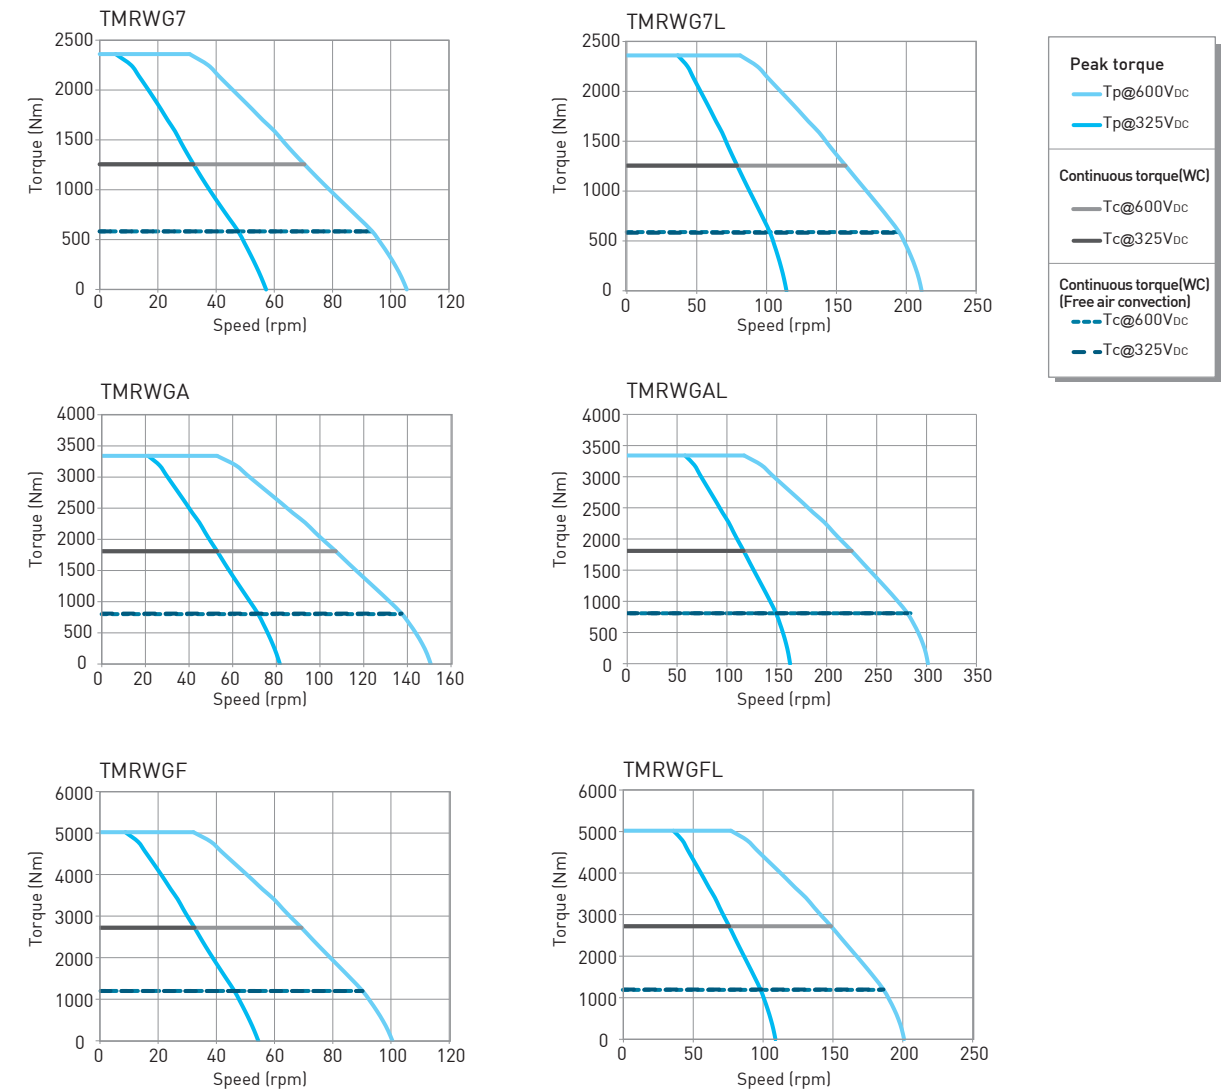 TMRWG7
2500
2000
1500
1000
500
0
Torque (Nm)
0 20 40 60 80 100 120
Speed (rpm)
TMRWG7L
2500
2000
1500
1000
500
0
Torque (Nm)
0 50 100 150 200 250
Speed (rpm)
Peak torque
Tp@600VDC
Tp@325VDC
Continuous torque(WC)
Tc@600VDC
Tc@325VDC
Continuous torque(WC)
(Free air convection)
Tc@600VDC
Tc@325VDC
TMRWGA
4000
3500
3000
2500
2000
1500
1000
500
0
Torque (Nm)
0 20 40 60 80 100 120 140 160
Speed (rpm)
TMRWGAL
4000
3500
3000
2500
2000
1500
1000
500
0
Torque (Nm)
0 50 100 150 200 250 300 350
Speed (rpm)
TMRWGF
6000
5000
4000
3000
2000
1000
0
Torque (Nm)
0 20 40 60 80 100 120
Speed (rpm)
TMRWGFL
6000
5000
4000
3000
2000
1000
0
Torque (Nm)
0 50 100 150 200 250
Speed (rpm)